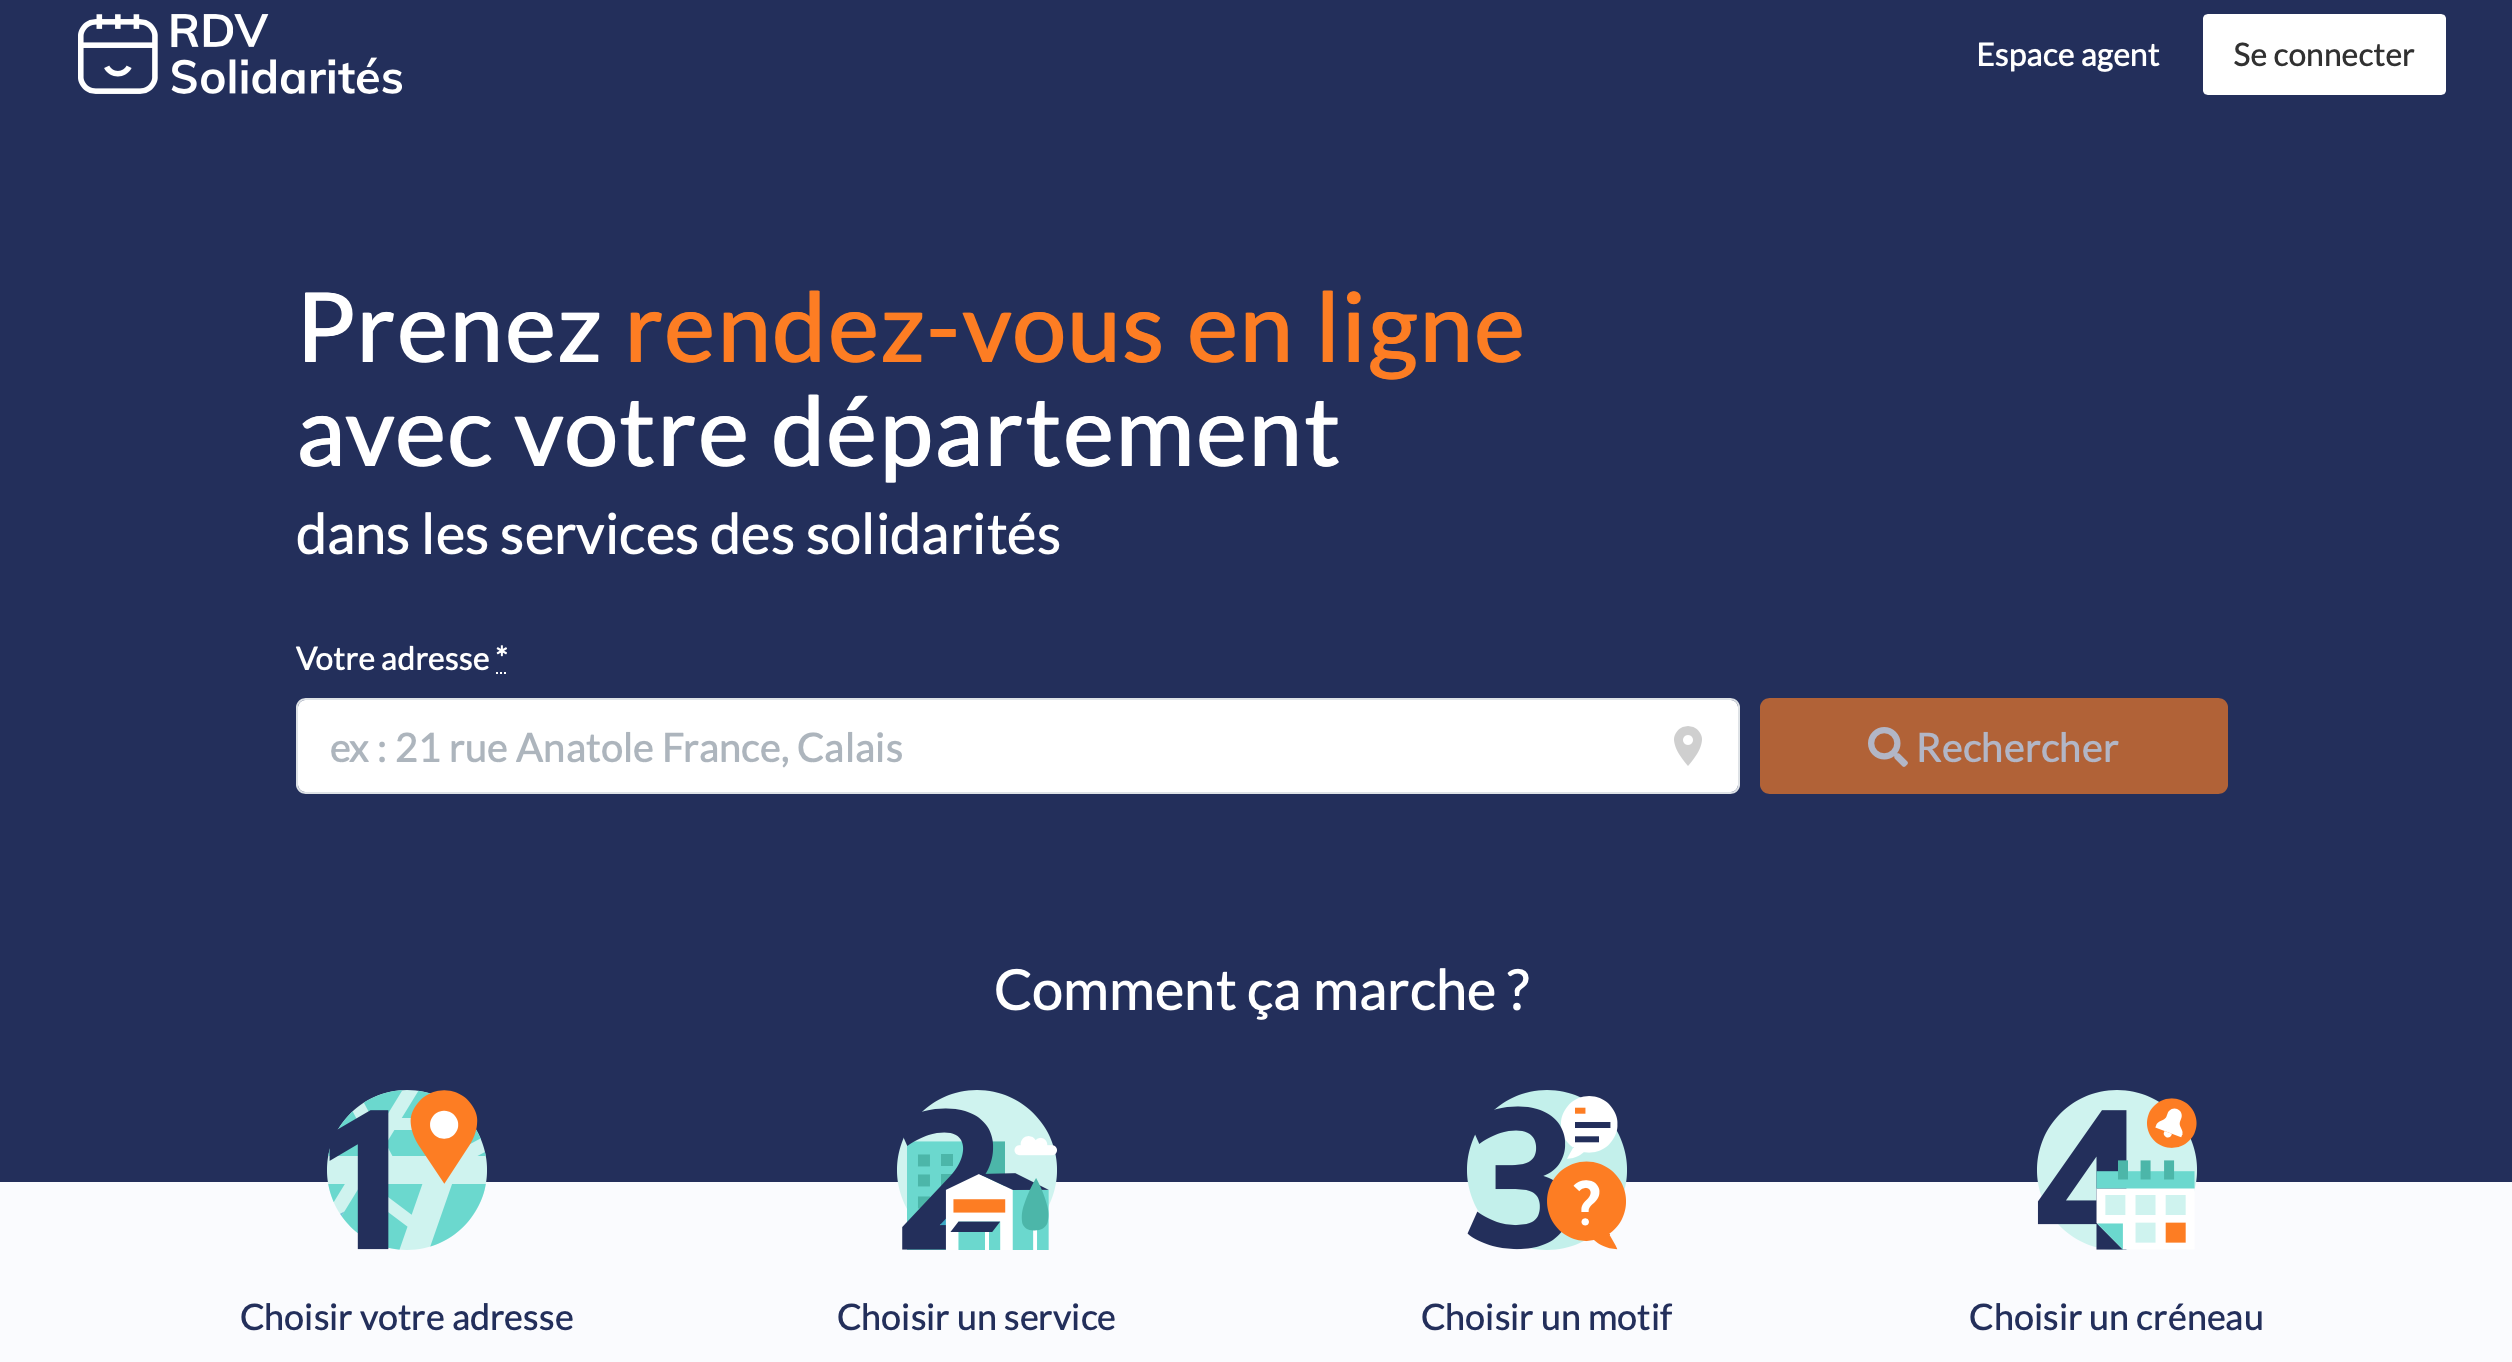 RDV
Solidarités
Espace agent
Se connecter
Prenez rendez-vous en ligne
avec votre département
dans les services des solidarités
Votre adresse *
ex : 21 rue Anatole France, Calais
Rechercher
Comment ça marche ?
1
2
3
?
4
Choisir votre adresse
Choisir un service
Choisir un motif
Choisir un créneau